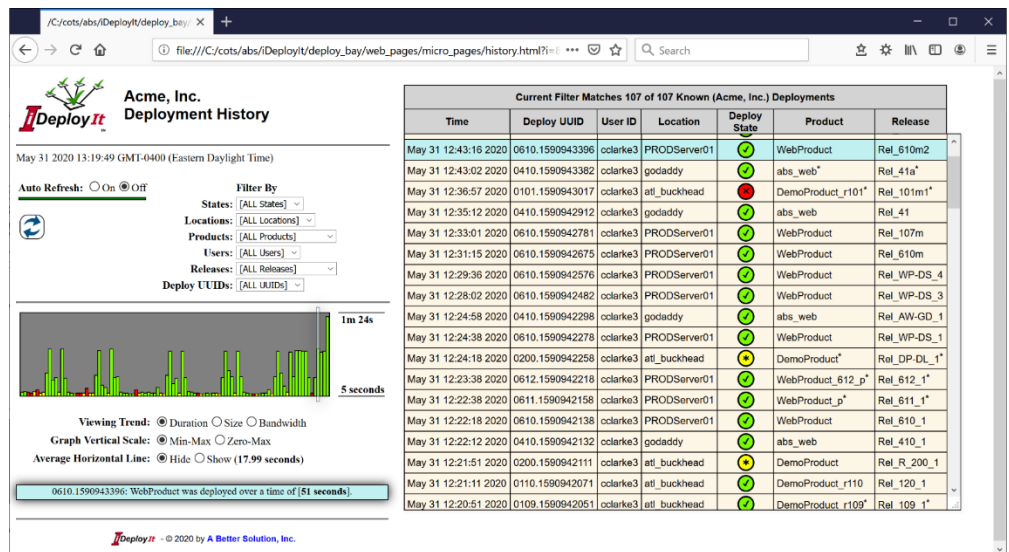 /C:/cots/abs/iDeployIt/deploy_bay/
file:///C:/cots/abs/iDeployIt/deploy_bay/web_pages/micro_pages/history.html?i=
Search
IDeploy It
Acme, Inc.
Deployment History
May 31 2020 13:19:49 GMT-0400 (Eastern Daylight Time)
Auto Refresh: On Off
Filter By
States: [ALL States]
Locations: [ALL Locations]
Products: [ALL Products]
Users: [ALL Users]
Releases: [ALL Releases]
Deploy UUIDs: [ALL UUIDs]
1m 24s
5 seconds
Viewing Trend: Duration Size Bandwidth
Graph Vertical Scale: Min-Max Zero-Max
Average Horizontal Line: Hide Show (17.99 seconds)
0610.1590943396: WebProduct was deployed over a time of [51 seconds].
IDeploy It - © 2020 by A Better Solution, Inc.
Current Filter Matches 107 of 107 Known (Acme, Inc.) Deployments
Time Deploy UUID User ID Location Deploy State Product Release
May 31 12:43:16 2020 0610.1590943396 cclarke3 PRODServer01 WebProduct Rel_610m2
May 31 12:43:02 2020 0410.1590943382 cclarke3 godaddy abs_web* Rel_41a*
May 31 12:36:57 2020 0101.1590943017 cclarke3 atl_buckhead DemoProduct_r101* Rel_101m1*
May 31 12:35:12 2020 0410.1590942912 cclarke3 godaddy abs_web Rel_41
May 31 12:33:01 2020 0610.1590942781 cclarke3 PRODServer01 WebProduct Rel_107m
May 31 12:31:15 2020 0610.1590942675 cclarke3 PRODServer01 WebProduct Rel_610m
May 31 12:29:36 2020 0610.1590942576 cclarke3 PRODServer01 WebProduct Rel_WP-DS_4
May 31 12:28:02 2020 0610.1590942482 cclarke3 PRODServer01 WebProduct Rel_WP-DS_3
May 31 12:24:58 2020 0410.1590942298 cclarke3 godaddy abs_web Rel_AW-GD_1
May 31 12:24:38 2020 0610.1590942278 cclarke3 PRODServer01 WebProduct Rel_WP-DS_1
May 31 12:24:18 2020 0200.1590942258 cclarke3 atl_buckhead DemoProduct* Rel_DP-DL_1*
May 31 12:23:38 2020 0612.1590942218 cclarke3 PRODServer01 WebProduct_612_p* Rel_612_1*
May 31 12:22:38 2020 0611.1590942158 cclarke3 PRODServer01 WebProduct_p* Rel_611_1*
May 31 12:22:18 2020 0610.1590942138 cclarke3 PRODServer01 WebProduct Rel_610_1
May 31 12:22:12 2020 0410.1590942132 cclarke3 godaddy abs_web Rel_410_1
May 31 12:21:51 2020 0200.1590942111 cclarke3 atl_buckhead DemoProduct Rel_R_200_1
May 31 12:21:11 2020 0110.1590942071 cclarke3 atl_buckhead DemoProduct_r110 Rel_120_1
May 31 12:20:51 2020 0109.1590942051 cclarke3 atl_buckhead DemoProduct_r109* Rel_109_1*